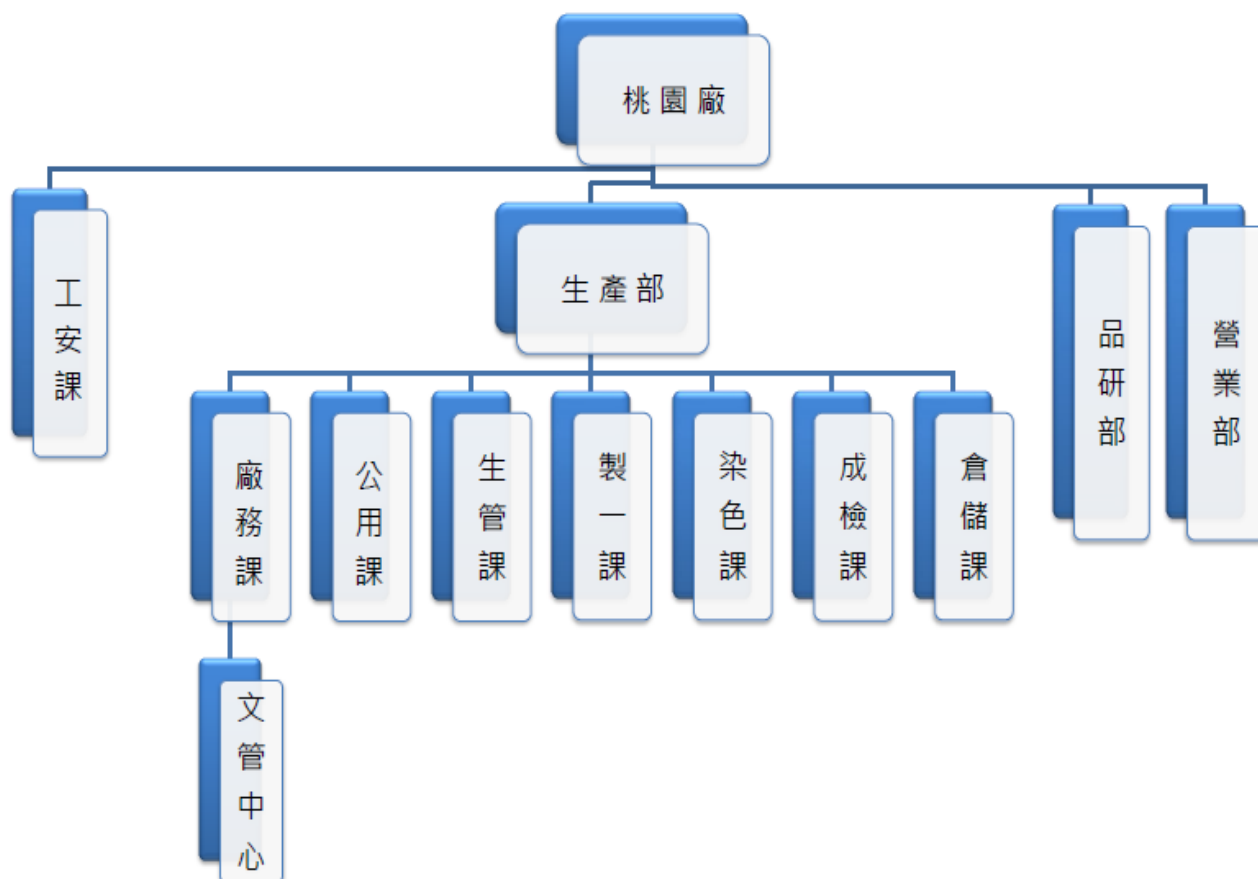 桃園廠
工安課
生產部
品研部
營業部
廠務課
公用課
生管課
製一課
染色課
成檢課
倉儲課
文管中心